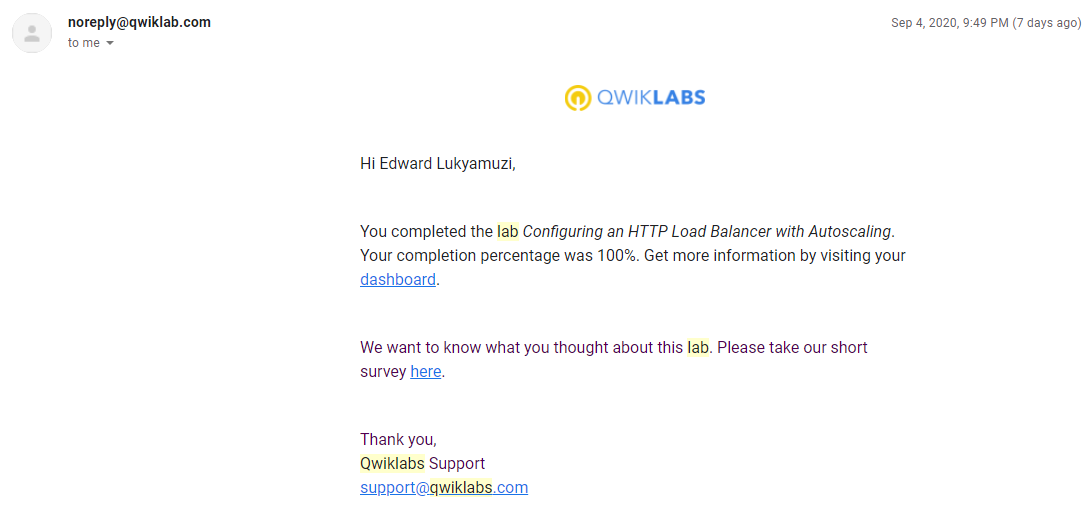 noreply@qwiklab.com
Sep 4, 2020, 9:49 PM (7 days ago)
to me
QWIKLABS
Hi Edward Lukyamuzi,
You completed the lab Configuring an HTTP Load Balancer with Autoscaling.
Your completion percentage was 100%. Get more information by visiting your
dashboard.
We want to know what you thought about this lab. Please take our short
survey here.
Thank you,
Qwiklabs Support
support@qwiklabs.com